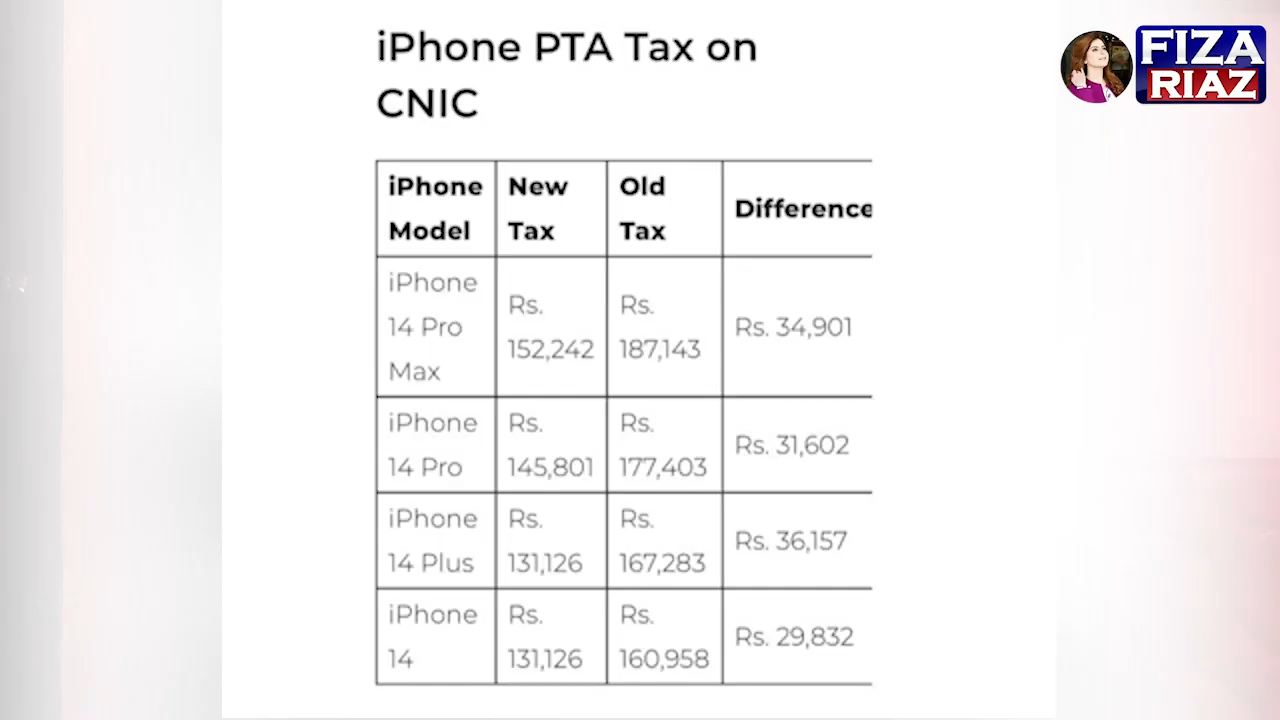 iPhone PTA Tax on
CNIC
FIZA
RIAZ
iPhone Model New Tax Old Tax Difference
iPhone 14 Pro Max Rs. 152,242 Rs. 187,143 Rs. 34,901
iPhone 14 Pro Rs. 145,801 Rs. 177,403 Rs. 31,602
iPhone 14 Plus Rs. 131,126 Rs. 167,283 Rs. 36,157
iPhone 14 Rs. 131,126 Rs. 160,958 Rs. 29,832